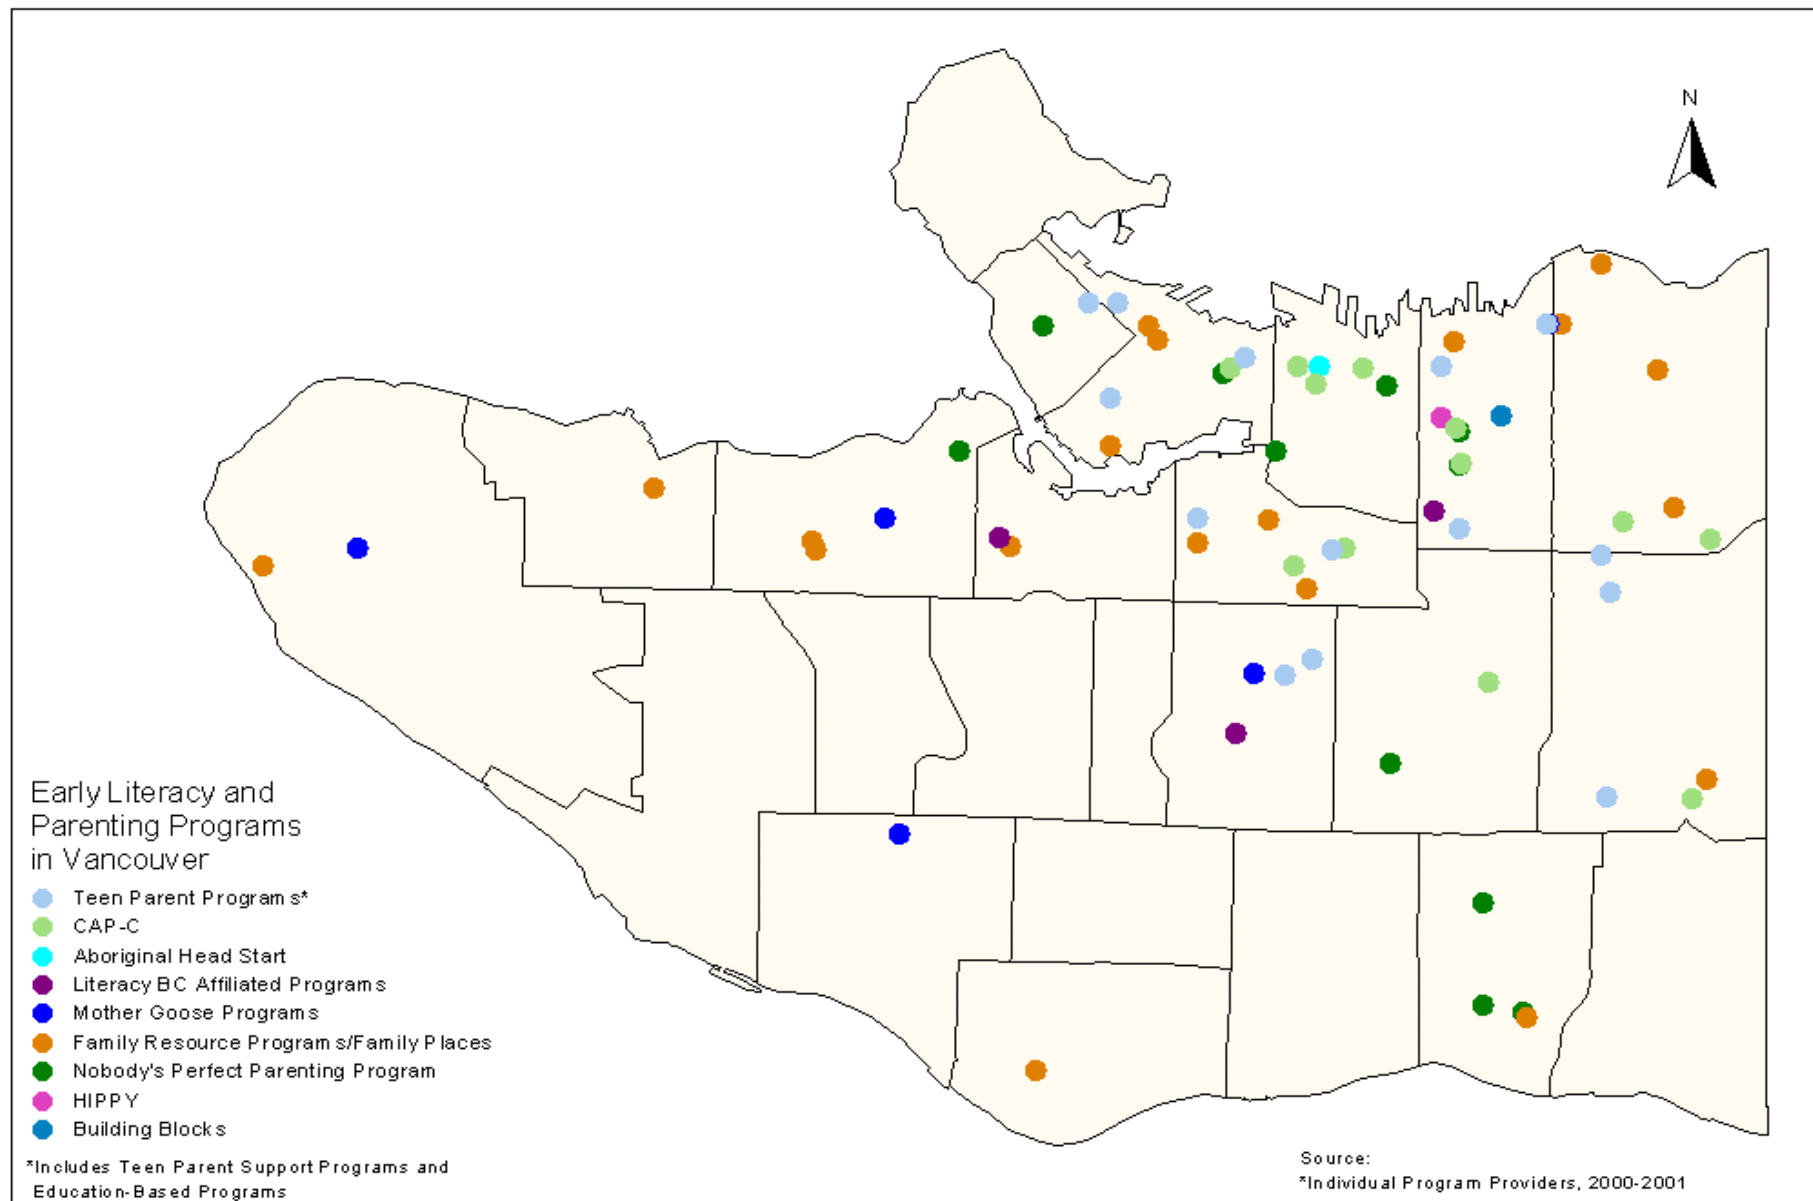 N
Early Literacy and
Parenting Programs
in Vancouver
Teen Parent Programs*
CAP-C
Aboriginal Head Start
Literacy BC Affiliated Programs
Mother Goose Programs
Family Resource Programs/Family Places
Nobody's Perfect Parenting Program
HIPPY
Building Blocks
*Includes Teen Parent Support Programs and
Education-Based Programs
Source:
*Individual Program Providers, 2000-2001